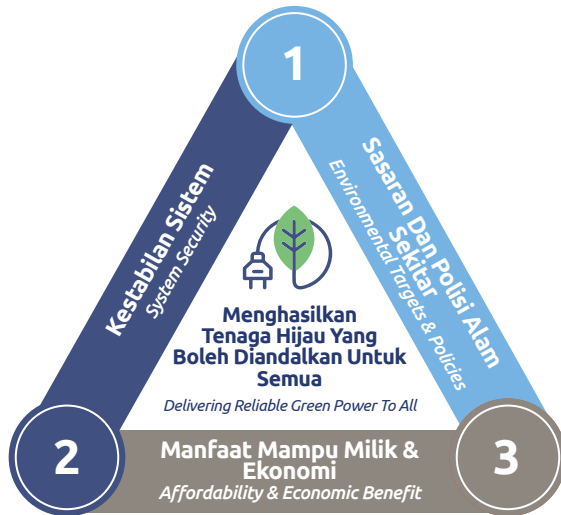 1
Kestabilan Sistem
System Security
Sasaran Dan Polisi Alam
Sekitar
Environmental Targets & Policies
Menghasilkan
Tenaga Hijau Yang
Boleh Diandalkan Untuk
Semua
Delivering Reliable Green Power To All
2
Manfaat Mampu Milik &
Ekonomi
Affordability & Economic Benefit
3